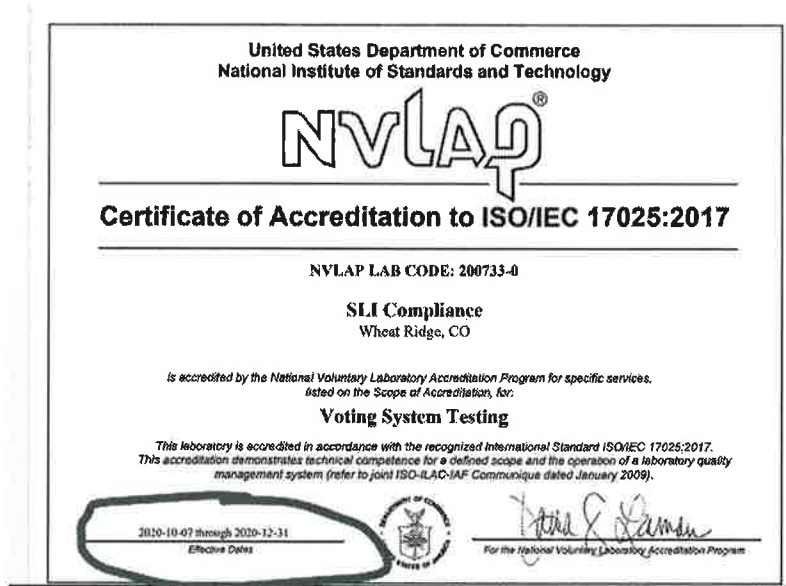 United States Department of Commerce
National Institute of Standards and Technology
NVLAP®
Certificate of Accreditation to ISO/IEC 17025:2017
NVLAP LAB CODE: 200733-0
SLI Compliance
Wheat Ridge, CO
is accredited by the National Voluntary Laboratory Accreditation Program for specific services,
listed on the Scope of Accreditation, for:
Voting System Testing
This laboratory is accredited in accordance with the recognized International Standard ISO/IEC 17025:2017.
This accreditation demonstrates technical competence for a defined scope and the operation of a laboratory quality
management system (refer to joint ISO-ILAC-IAF Communique dated January 2009).
2020-10-07 through 2020-12-31
Effective Dates
DEPARTMENT OF COMMERCE
For the National Voluntary Laboratory Accreditation Program